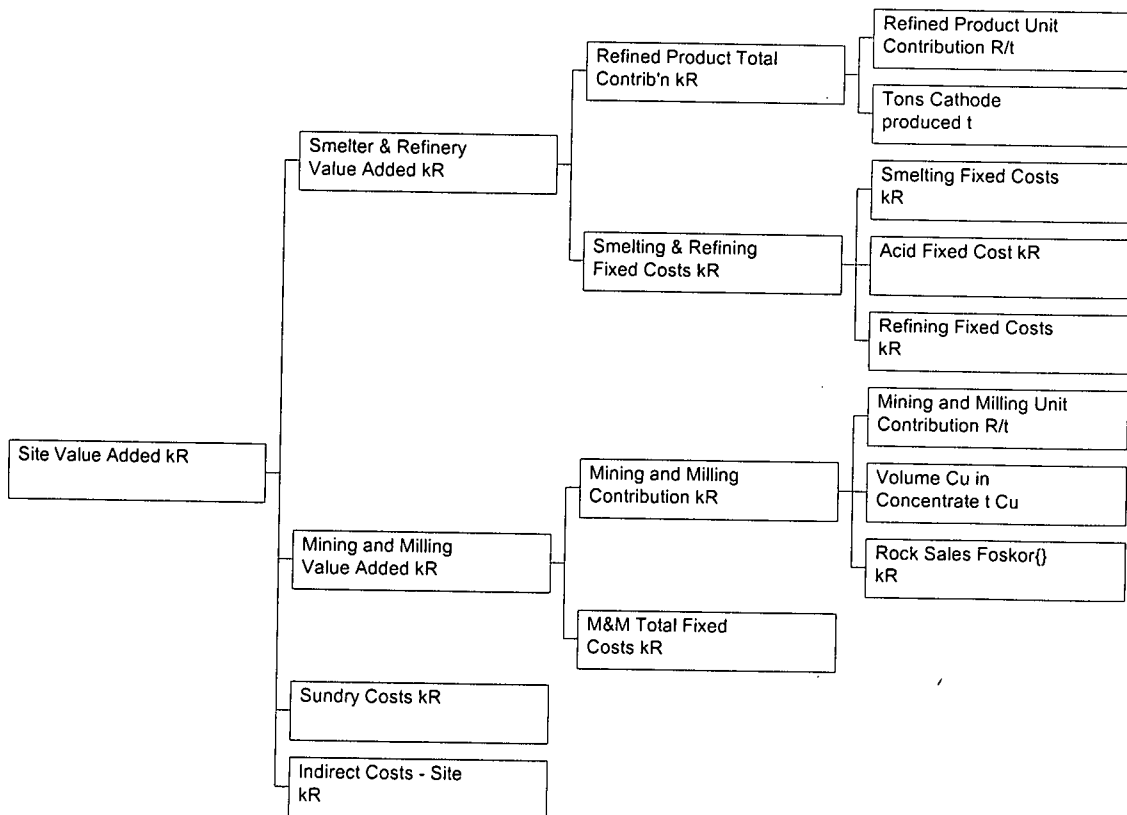 Refined Product Unit
Contribution R/t
Refined Product Total
Contrib'n kR
Tons Cathode
produced t
Smelter & Refinery
Value Added kR
Smelting Fixed Costs
kR
Smelting & Refining
Fixed Costs kR
Acid Fixed Cost kR
Refining Fixed Costs
kR
Mining and Milling Unit
Contribution R/t
Site Value Added kR
Mining and Milling
Contribution kR
Volume Cu in
Concentrate t Cu
Mining and Milling
Value Added kR
Rock Sales Foskor{}
kR
M&M Total Fixed
Costs kR
Sundry Costs kR
Indirect Costs - Site
kR